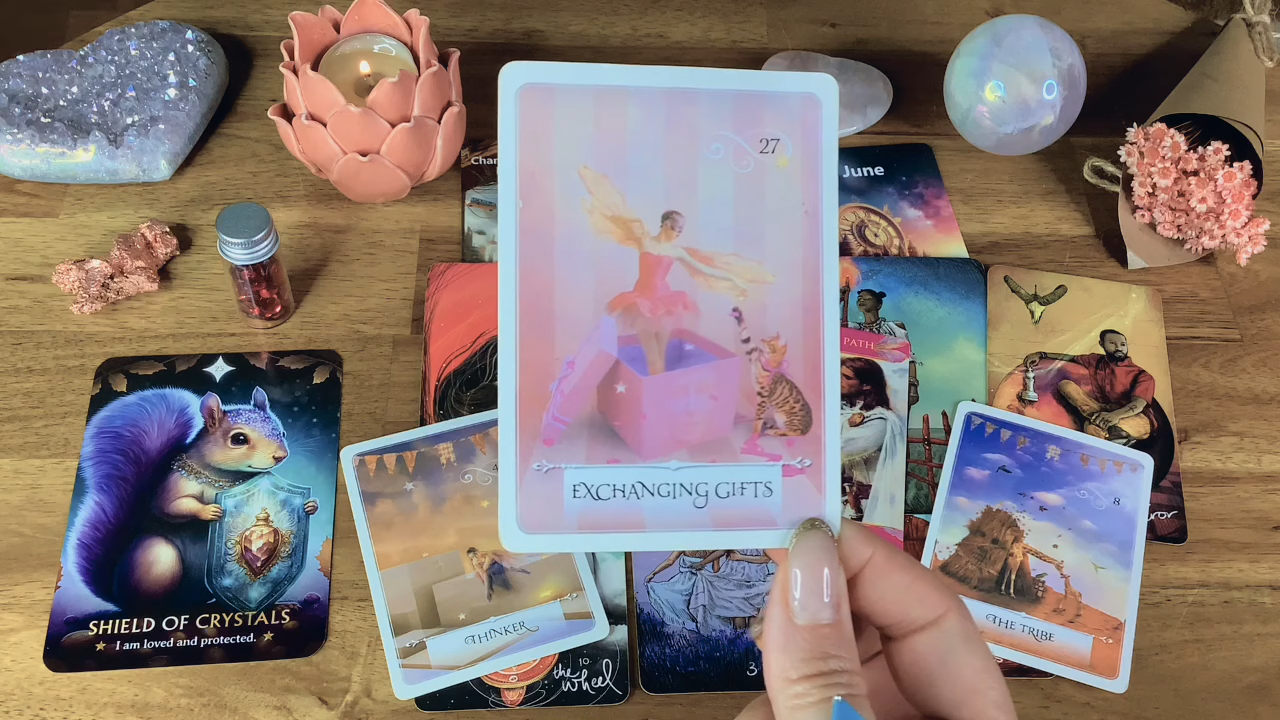 27
EXCHANGING GIFTS
June
PATH
8
THE TRIBE
THINKER
10
the Wheel
3
SHIELD OF CRYSTALS
I am loved and protected.